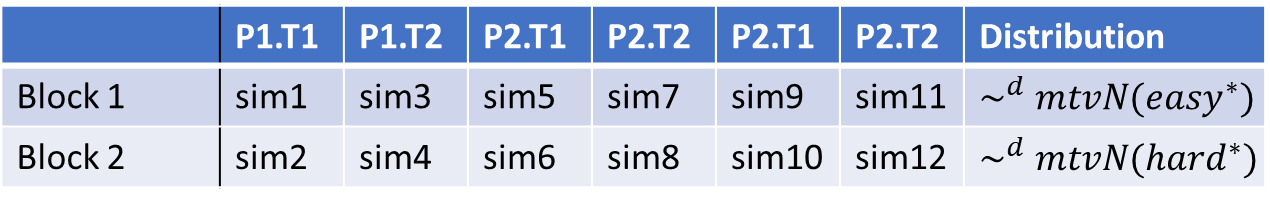 P1.T1 P1.T2 P2.T1 P2.T2 P2.T1 P2.T2 Distribution
Block 1 sim1 sim3 sim5 sim7 sim9 sim11 ~ᵈ mtvN(easy*)
Block 2 sim2 sim4 sim6 sim8 sim10 sim12 ~ᵈ mtvN(hard*)